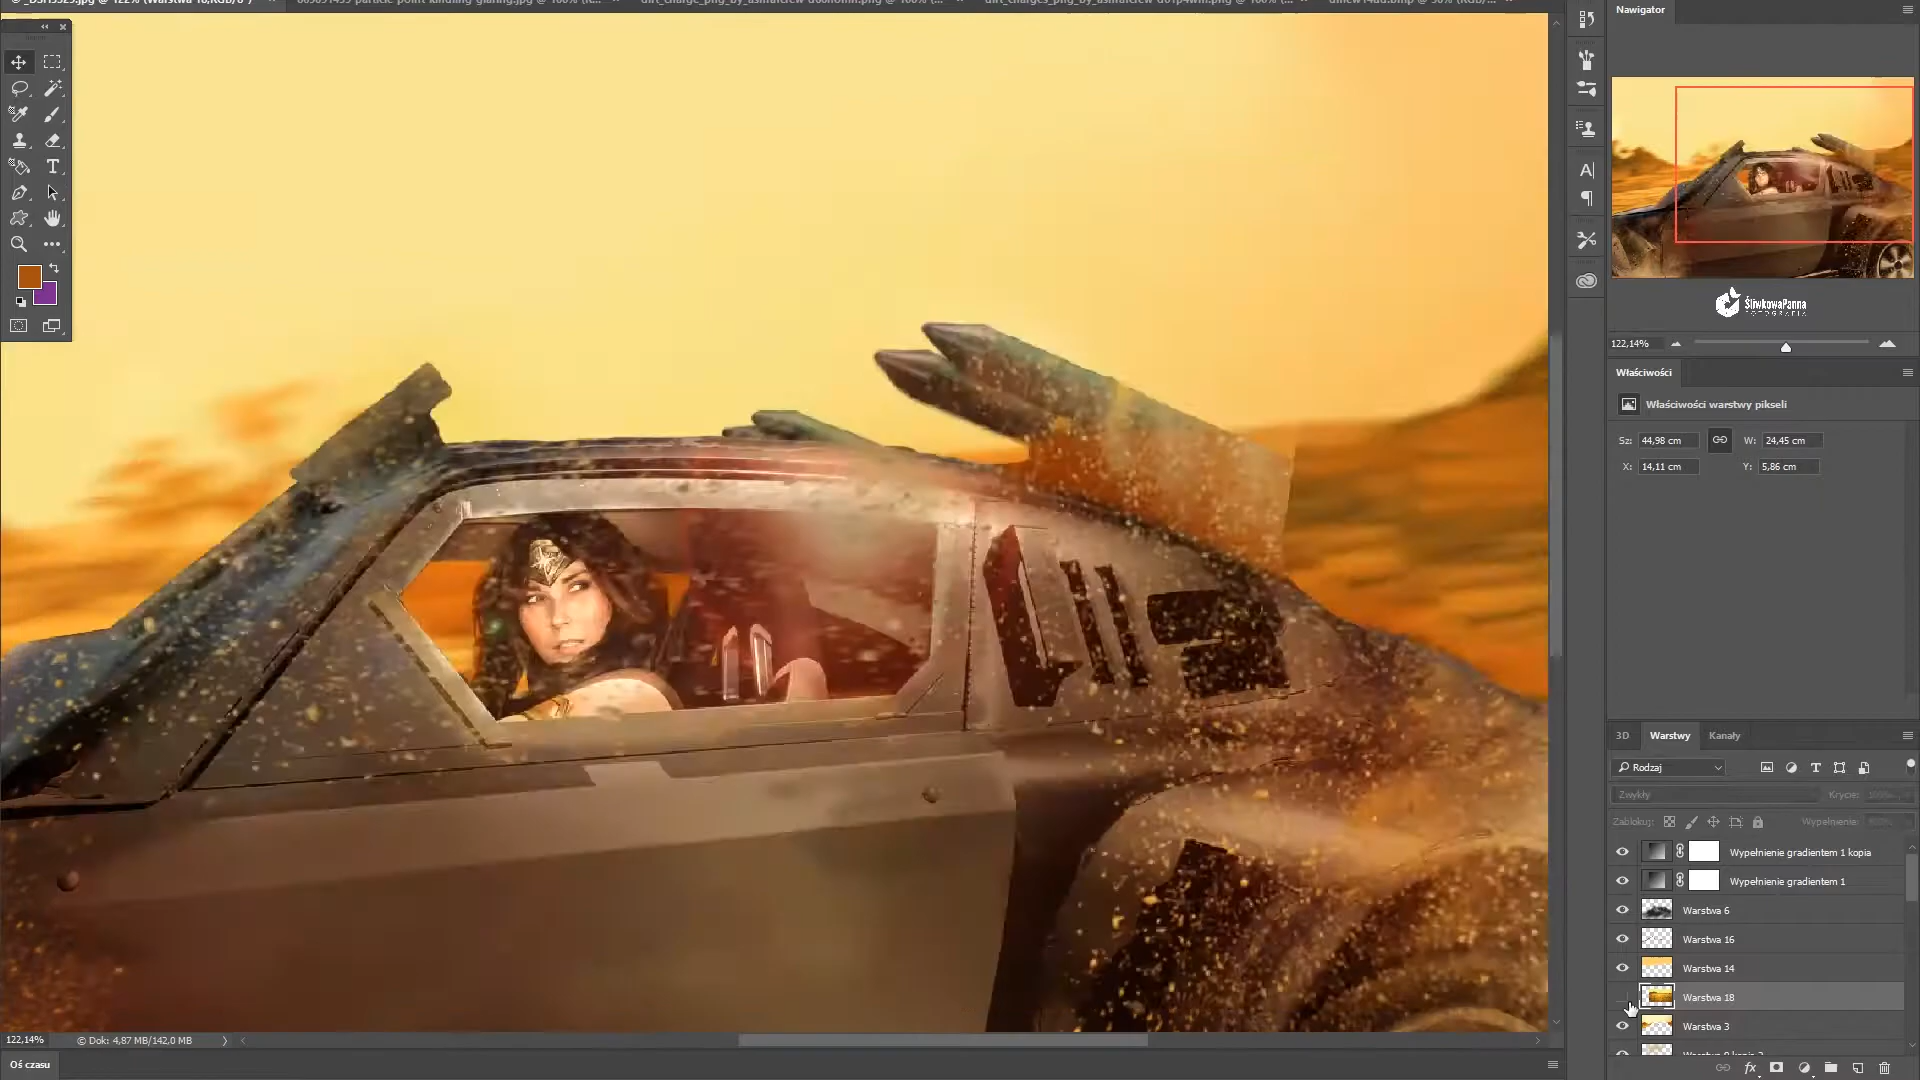 Nawigator
ŚliwkowaPanna
FOTOGRAFIA
122,14%
Właściwości
Właściwości warstwy pikseli
Sz: 44,98 cm W: 24,45 cm
X: 14,11 cm Y: 5,86 cm
3D Warstwy Kanały
Rodzaj
Zwykły Krycie: 100%
Zablokuj: Wypełnienie:
Wypełnienie gradientem 1 kopia
Wypełnienie gradientem 1
Warstwa 6
Warstwa 16
Warstwa 14
Warstwa 18
Warstwa 3
122,14% Dok: 4,87 MB/142,0 MB
Oś czasu